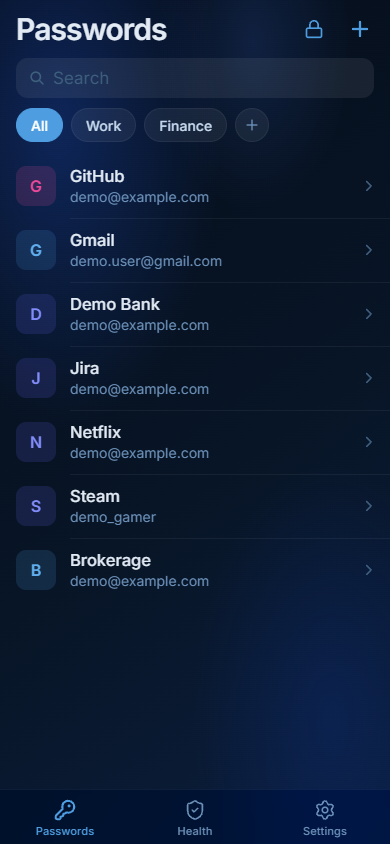 Passwords
Search
All Work Finance
G
GitHub
demo@example.com
G
Gmail
demo.user@gmail.com
D
Demo Bank
demo@example.com
J
Jira
demo@example.com
N
Netflix
demo@example.com
S
Steam
demo_gamer
B
Brokerage
demo@example.com
Passwords Health Settings